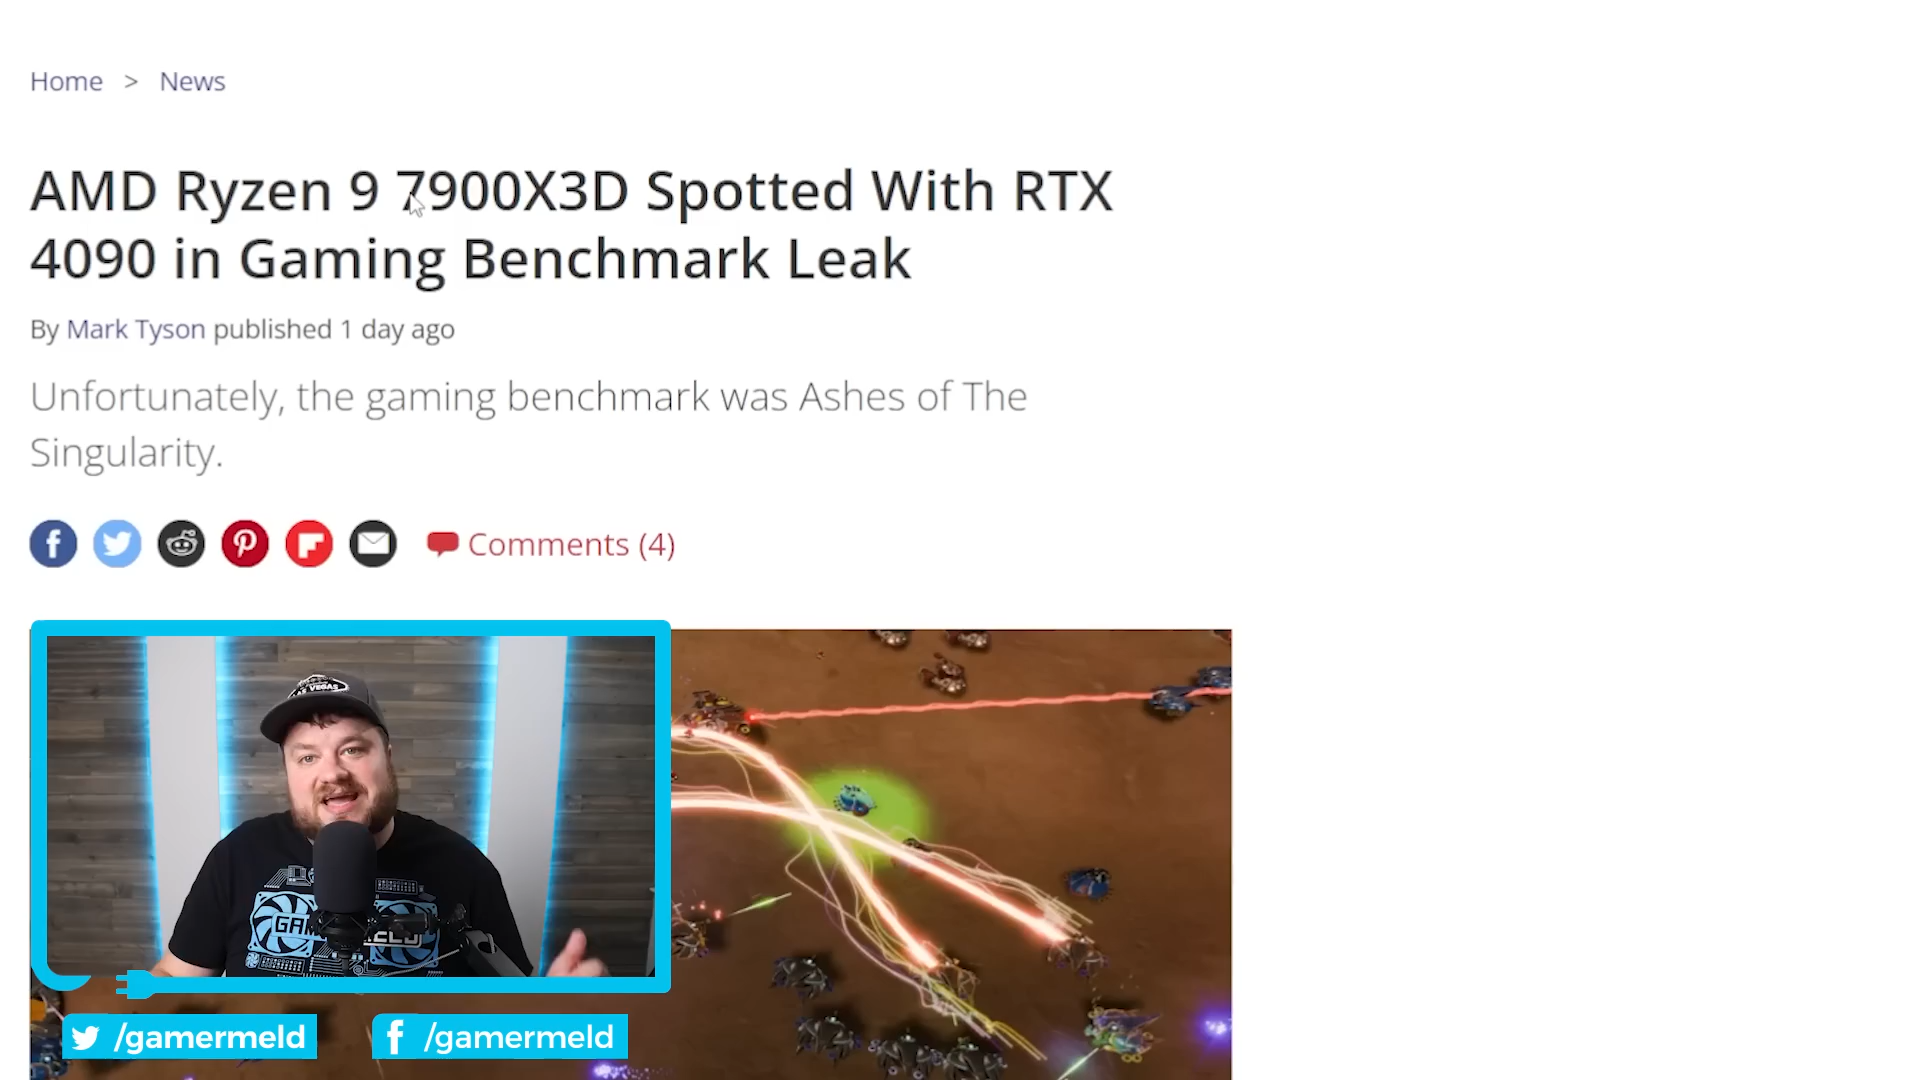 Home > News
AMD Ryzen 9 7900X3D Spotted With RTX
4090 in Gaming Benchmark Leak
By Mark Tyson published 1 day ago
Unfortunately, the gaming benchmark was Ashes of The
Singularity.
Comments (4)
VEGAS
/gamermeld
/gamermeld